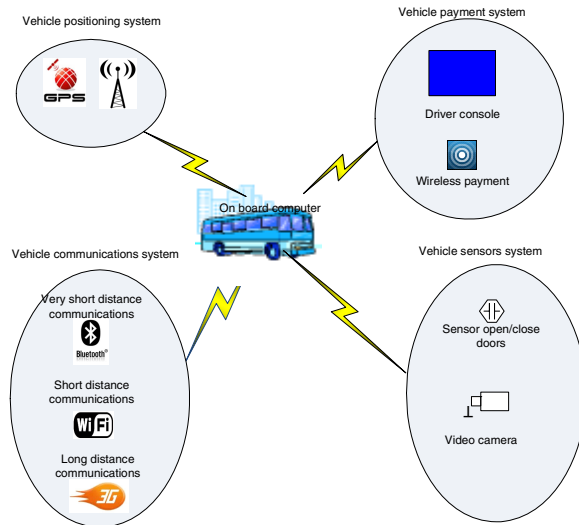 Vehicle positioning system
GPS
Vehicle payment system
Driver console
Wireless payment
On board computer
Vehicle communications system
Very short distance
communications
Bluetooth®
Short distance
communications
WiFi
Long distance
communications
3G
Vehicle sensors system
Sensor open/close
doors
Video camera